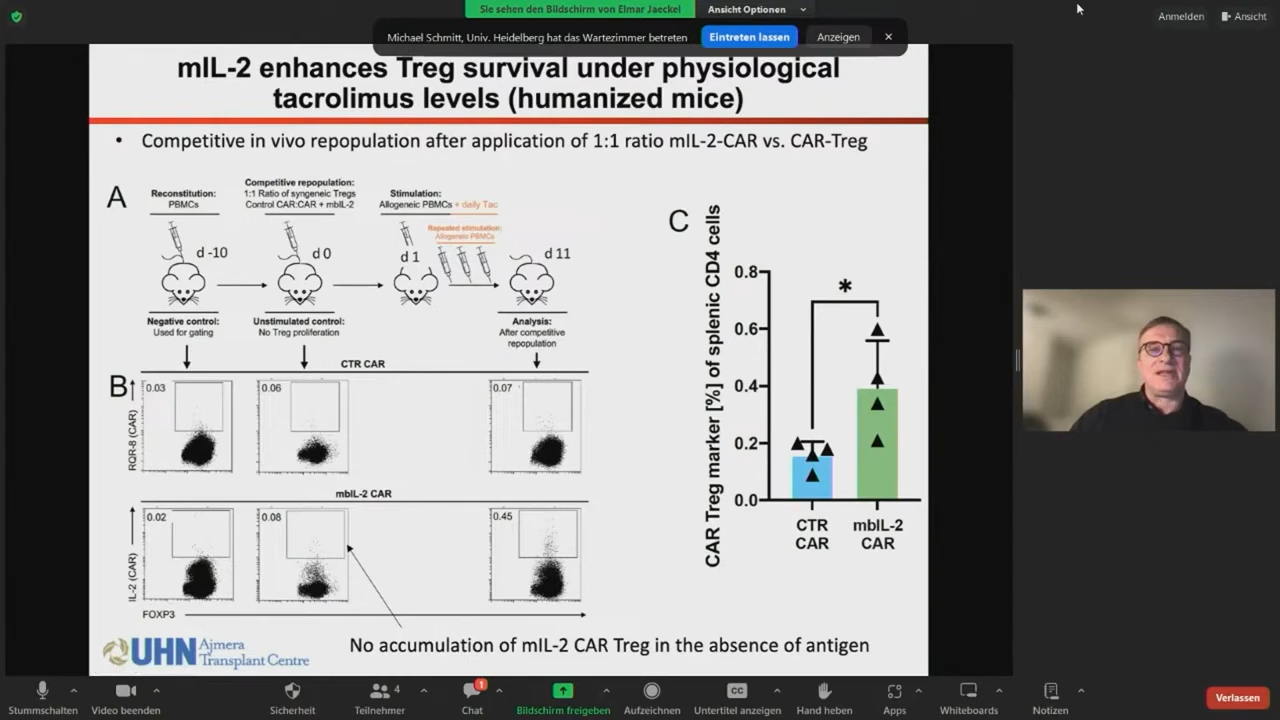 Sie sehen den Bildschirm von Elmar Jaeckel
Ansicht Optionen
Anmelden
Ansicht
Michael Schmitt, Univ. Heidelberg hat das Wartezimmer betreten
Eintreten lassen
Anzeigen
mIL-2 enhances Treg survival under physiological
tacrolimus levels (humanized mice)
• Competitive in vivo repopulation after application of 1:1 ratio mIL-2-CAR vs. CAR-Treg
A
Reconstitution:
PBMCs
Competitive repopulation:
1:1 Ratio of syngeneic Tregs
Control CAR:CAR + mbIL-2
Stimulation:
Allogeneic PBMCs + daily Tac
Repeated stimulation:
Allogeneic PBMCs
d -10
d 0
d 1
d 11
Negative control:
Used for gating
Unstimulated control:
No Treg proliferation
Analysis:
After competitive
repopulation
B
CTR CAR
RQR-8 (CAR)
0.03
0.06
0.07
mbIL-2 CAR
IL-2 (CAR)
0.02
0.08
0.45
FOXP3
No accumulation of mIL-2 CAR Treg in the absence of antigen
C
CAR Treg marker [%] of splenic CD4 cells
0.8
0.6
0.4
0.2
0.0
*
CTR
CAR
mbIL-2
CAR
UHN
Ajmera
Transplant Centre
Stummschalten
Video beenden
Sicherheit
4
Teilnehmer
1
Chat
Bildschirm freigeben
Aufzeichnen
CC
Untertitel anzeigen
Hand heben
Apps
Whiteboards
Notizen
Verlassen